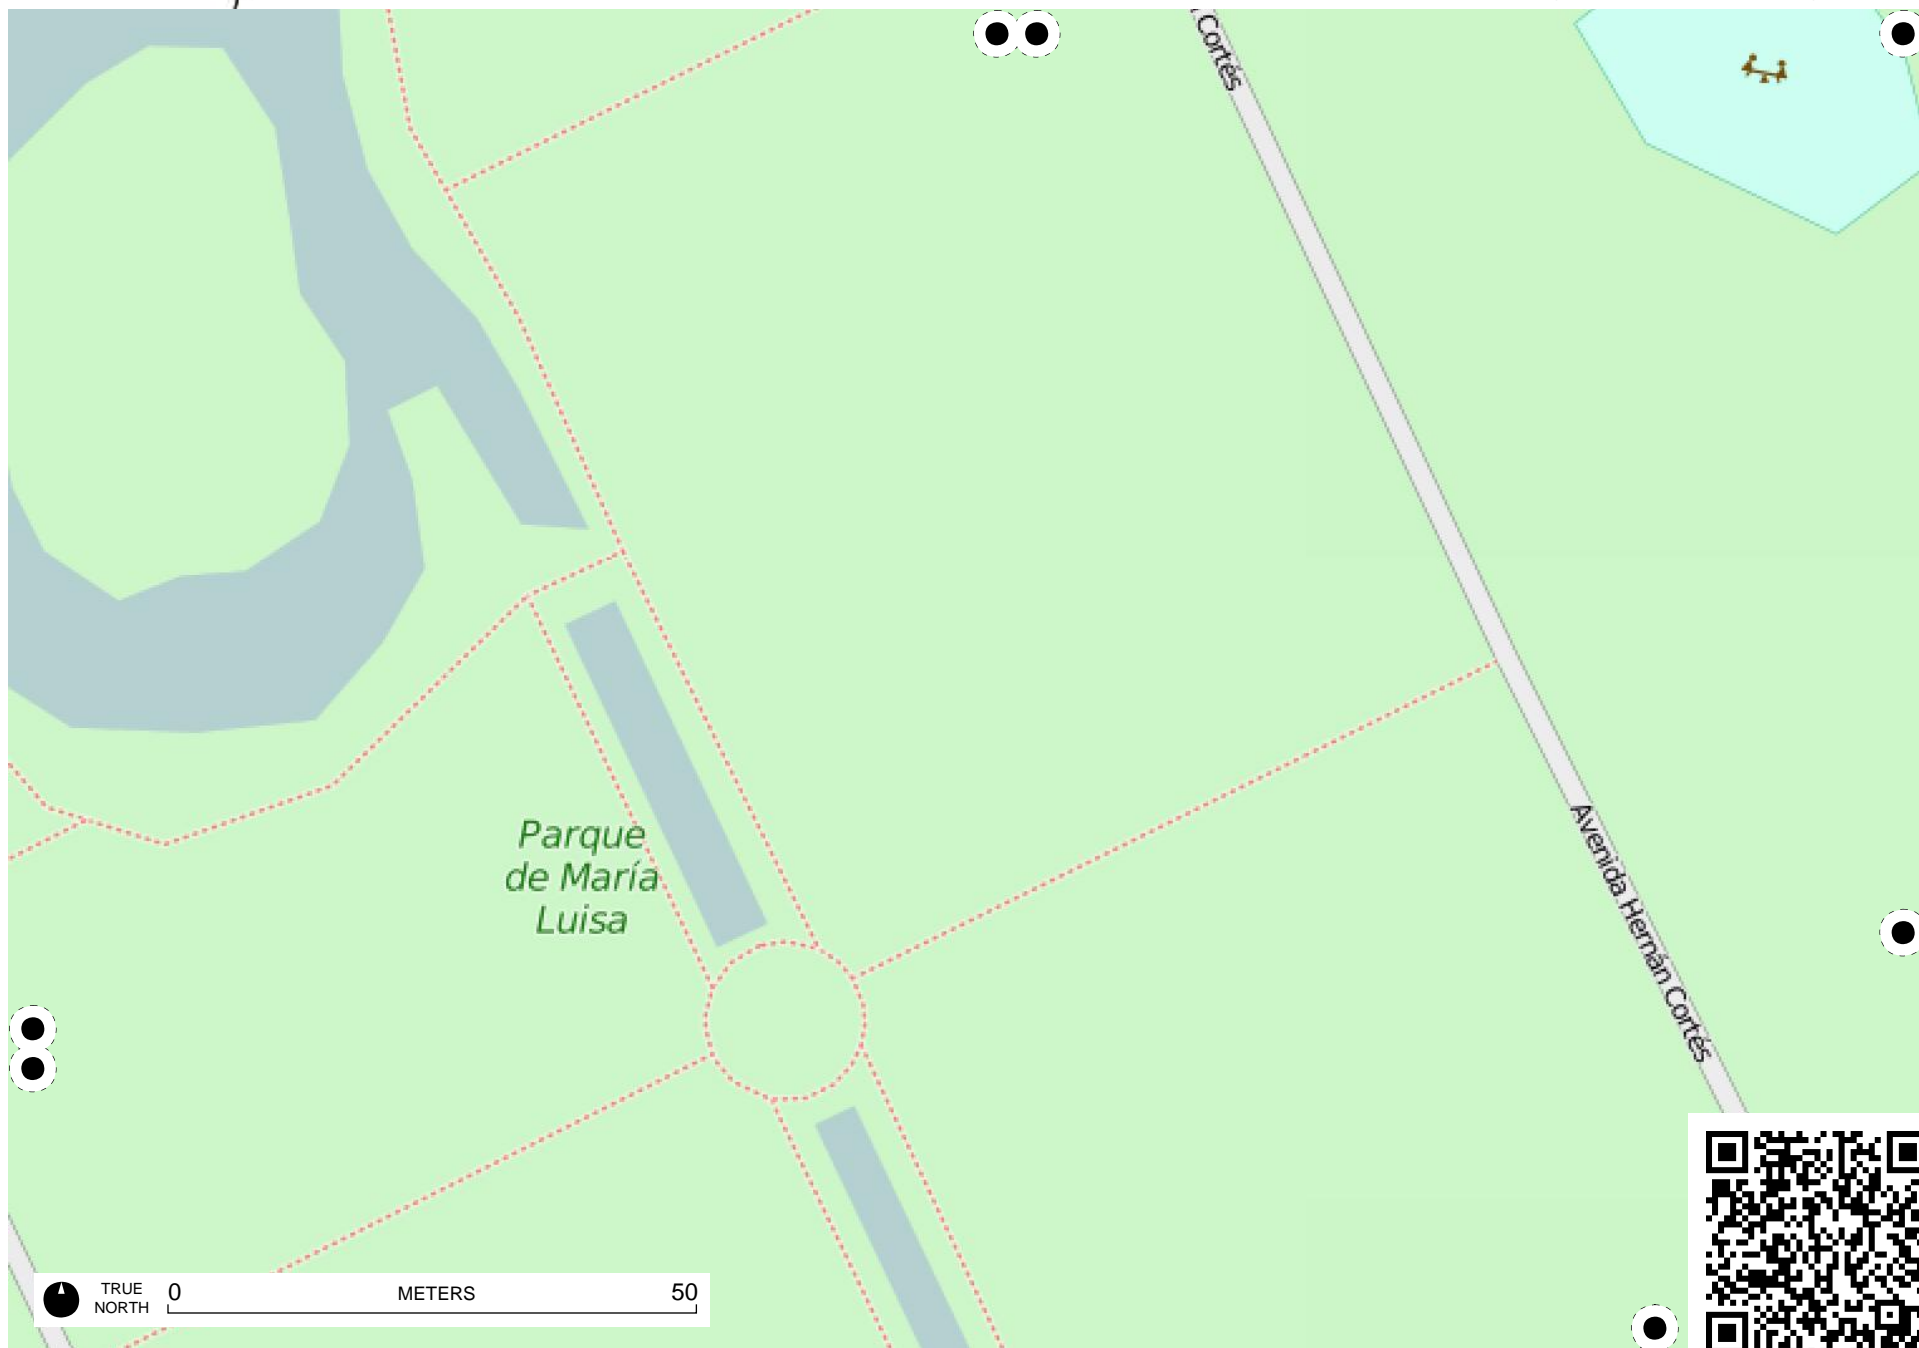 Cortés
Parque
de María
Luisa
Avenida Hernán Cortés
TRUE
NORTH
0 METERS 50